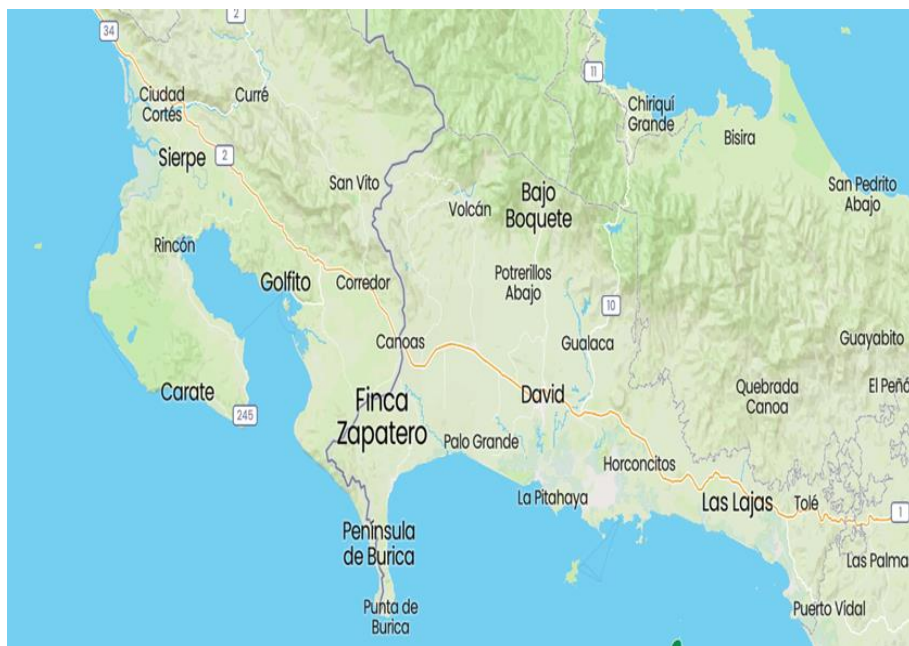 2
34
11
Ciudad
Cortés
Curré
Chiriquí
Grande
Bisira
Sierpe
2
San Vito
Volcán
Bajo
Boquete
San Pedrito
Abajo
Rincón
Golfito
Corredor
Potrerillos
Abajo
10
Canoas
Gualaca
Guayabito
Carate
245
Finca
Zapatero
David
Quebrada
Canoa
El Peñó
Palo Grande
Horconcitos
La Pitahaya
Las Lajas
Tolé
1
Península
de Burica
Las Palma
Punta de
Burica
Puerto Vidal